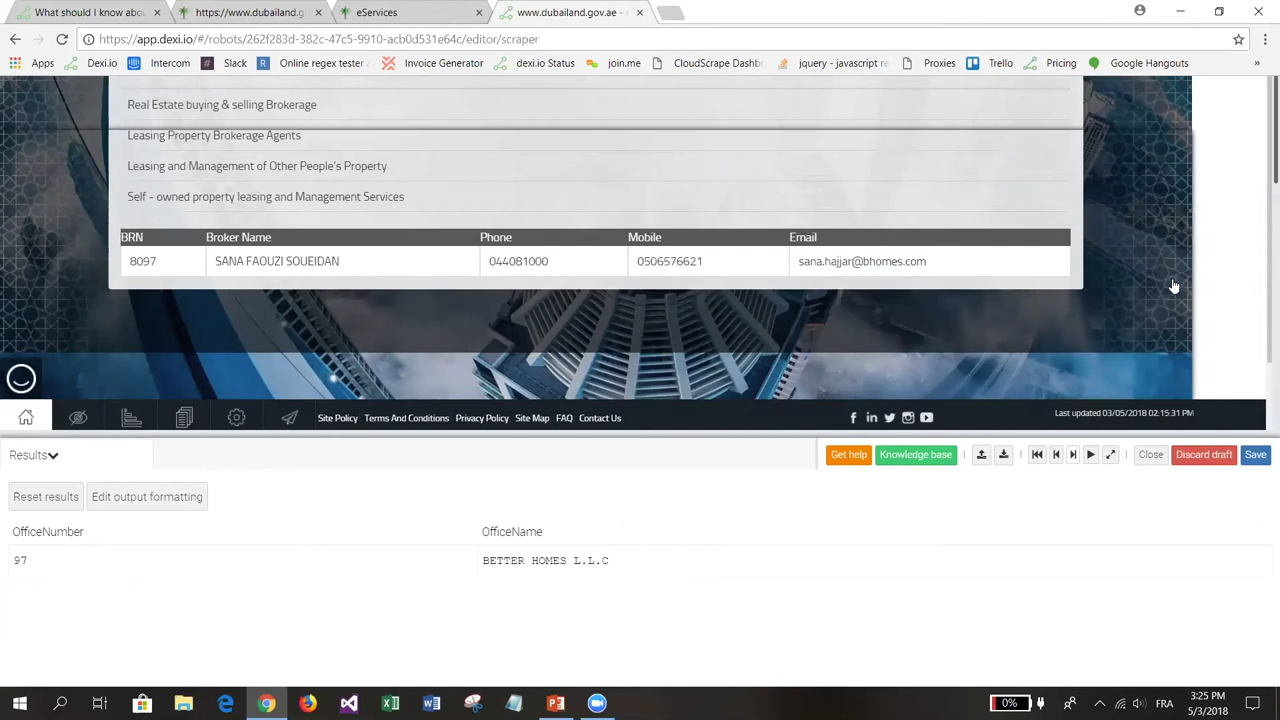 What should I know abou
https://www.dubailand.g
eServices
www.dubailand.gov.ae -
https://app.dexi.io/#/robots/262f283d-382c-47c5-9910-acb0d531e64c/editor/scraper
Apps Dexi.io Intercom Slack Online regex tester Invoice Generator dexi.io Status join.me CloudScrape Dashb jquery - javascript re Proxies Trello Pricing Google Hangouts »
Real Estate buying & selling Brokerage
Leasing Property Brokerage Agents
Leasing and Management of Other People's Property
Self - owned property leasing and Management Services
BRN Broker Name Phone Mobile Email
8097 SANA FAOUZI SOUEIDAN 044081000 0506576621 sana.hajjar@bhomes.com
Site Policy Terms And Conditions Privacy Policy Site Map FAQ Contact Us Last updated 03/05/2018 02:15:31 PM
Results Get help Knowledge base Close Discard draft Save
Reset results Edit output formatting
OfficeNumber OfficeName
97 BETTER HOMES L.L.C
0% FRA 3:25 PM
5/3/2018